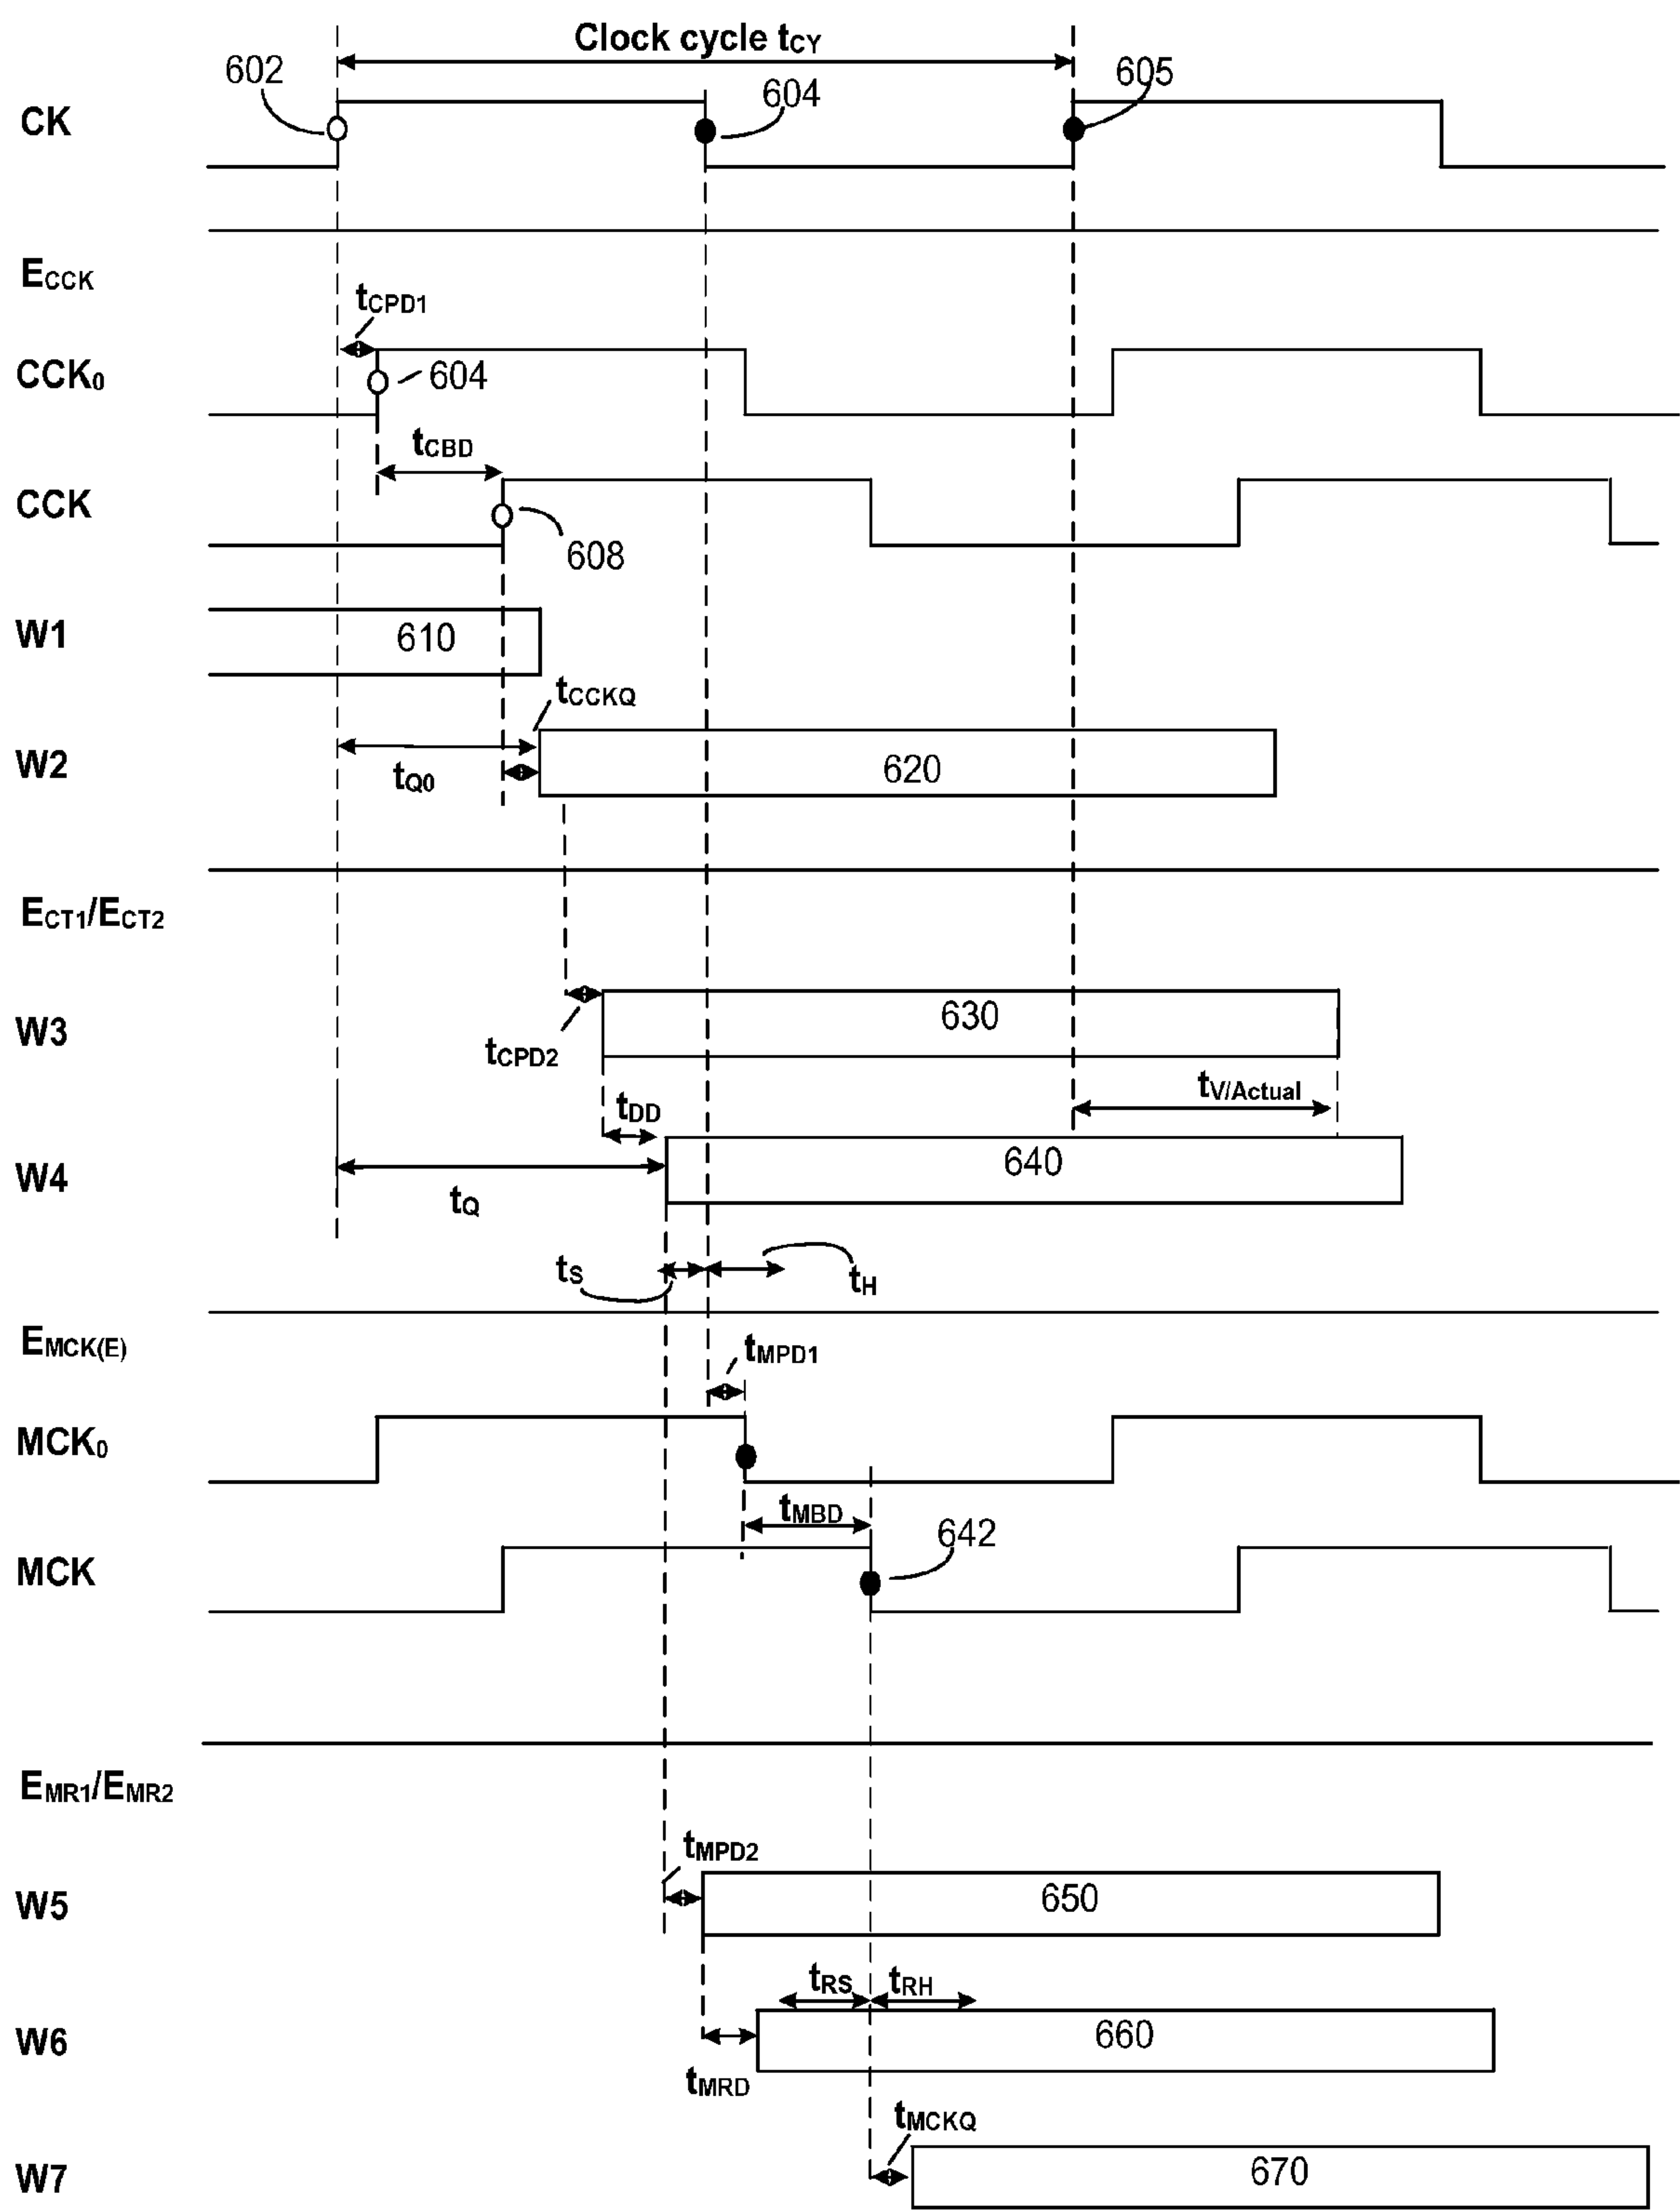 Clock cycle tCY
602
604
605
CK
ECCK
tCPD1
CCK0
604
tCBD
CCK
608
W1
610
tCCKQ
W2
620
tQ0
ECT1/ECT2
W3
630
tCPD2
tV/Actual
tDD
W4
640
tQ
tS
tH
EMCK(E)
tMPD1
MCK0
tMBD
642
MCK
EMR1/EMR2
tMPD2
W5
650
tRS
tRH
W6
660
tMRD
tMCKQ
W7
670